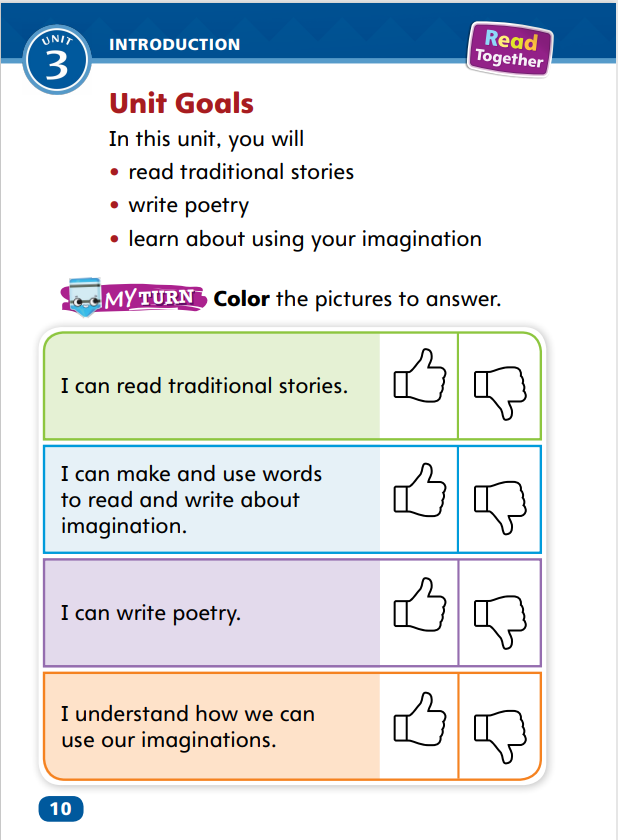 UNIT
3
INTRODUCTION
Read
Together
Unit Goals
In this unit, you will
• read traditional stories
• write poetry
• learn about using your imagination
MY TURN Color the pictures to answer.
I can read traditional stories.
I can make and use words
to read and write about
imagination.
I can write poetry.
I understand how we can
use our imaginations.
10